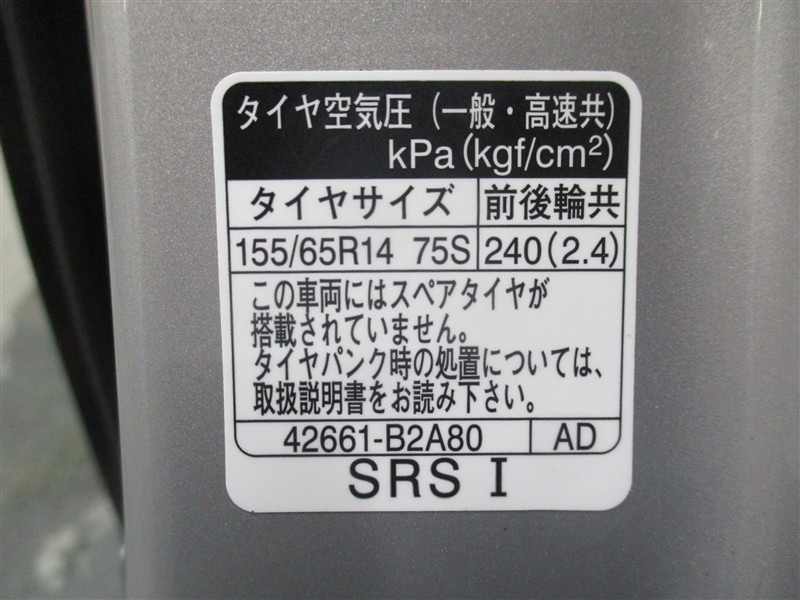 タイヤ空気圧（一般・高速共）
kPa（kgf/cm²）
タイヤサイズ 前後輪共
155/65R14 75S 240（2.4）
この車両にはスペアタイヤが
搭載されていません。
タイヤパンク時の処置については、
取扱説明書をお読み下さい。
42661-B2A80 AD
SRS I